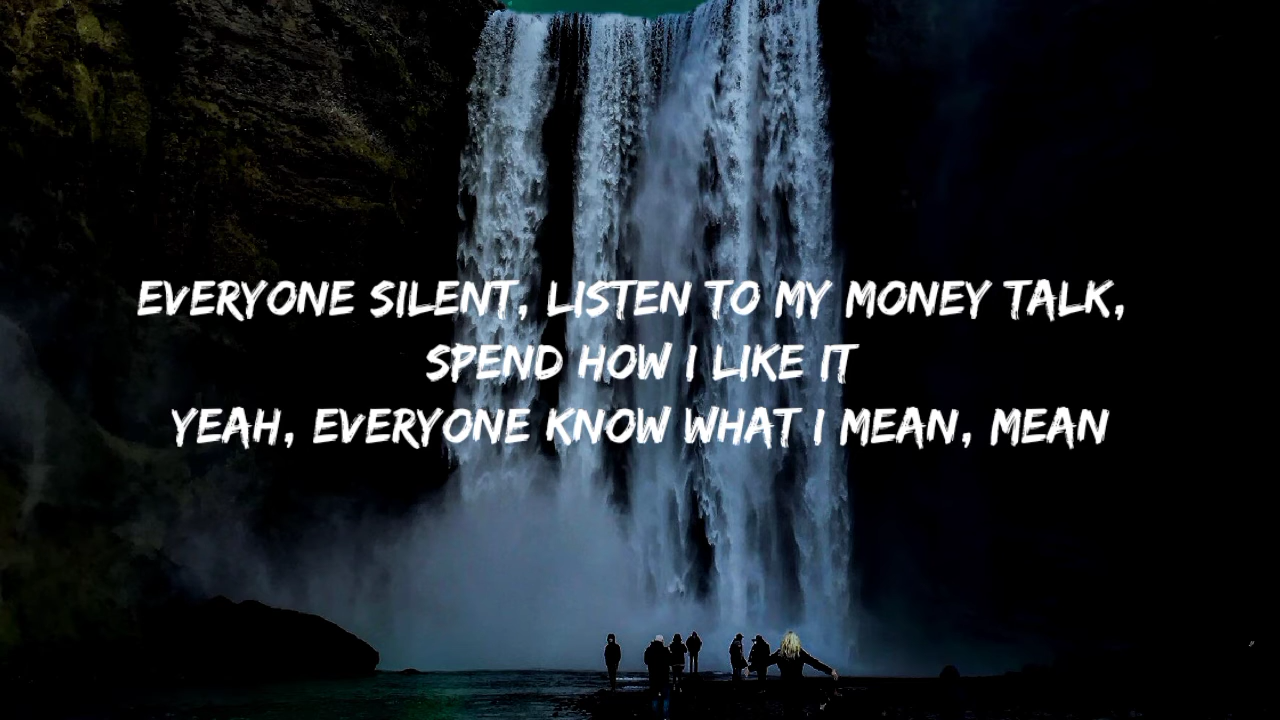 EVERYONE SILENT, LISTEN TO MY MONEY TALK,
SPEND HOW I LIKE IT
YEAH, EVERYONE KNOW WHAT I MEAN, MEAN